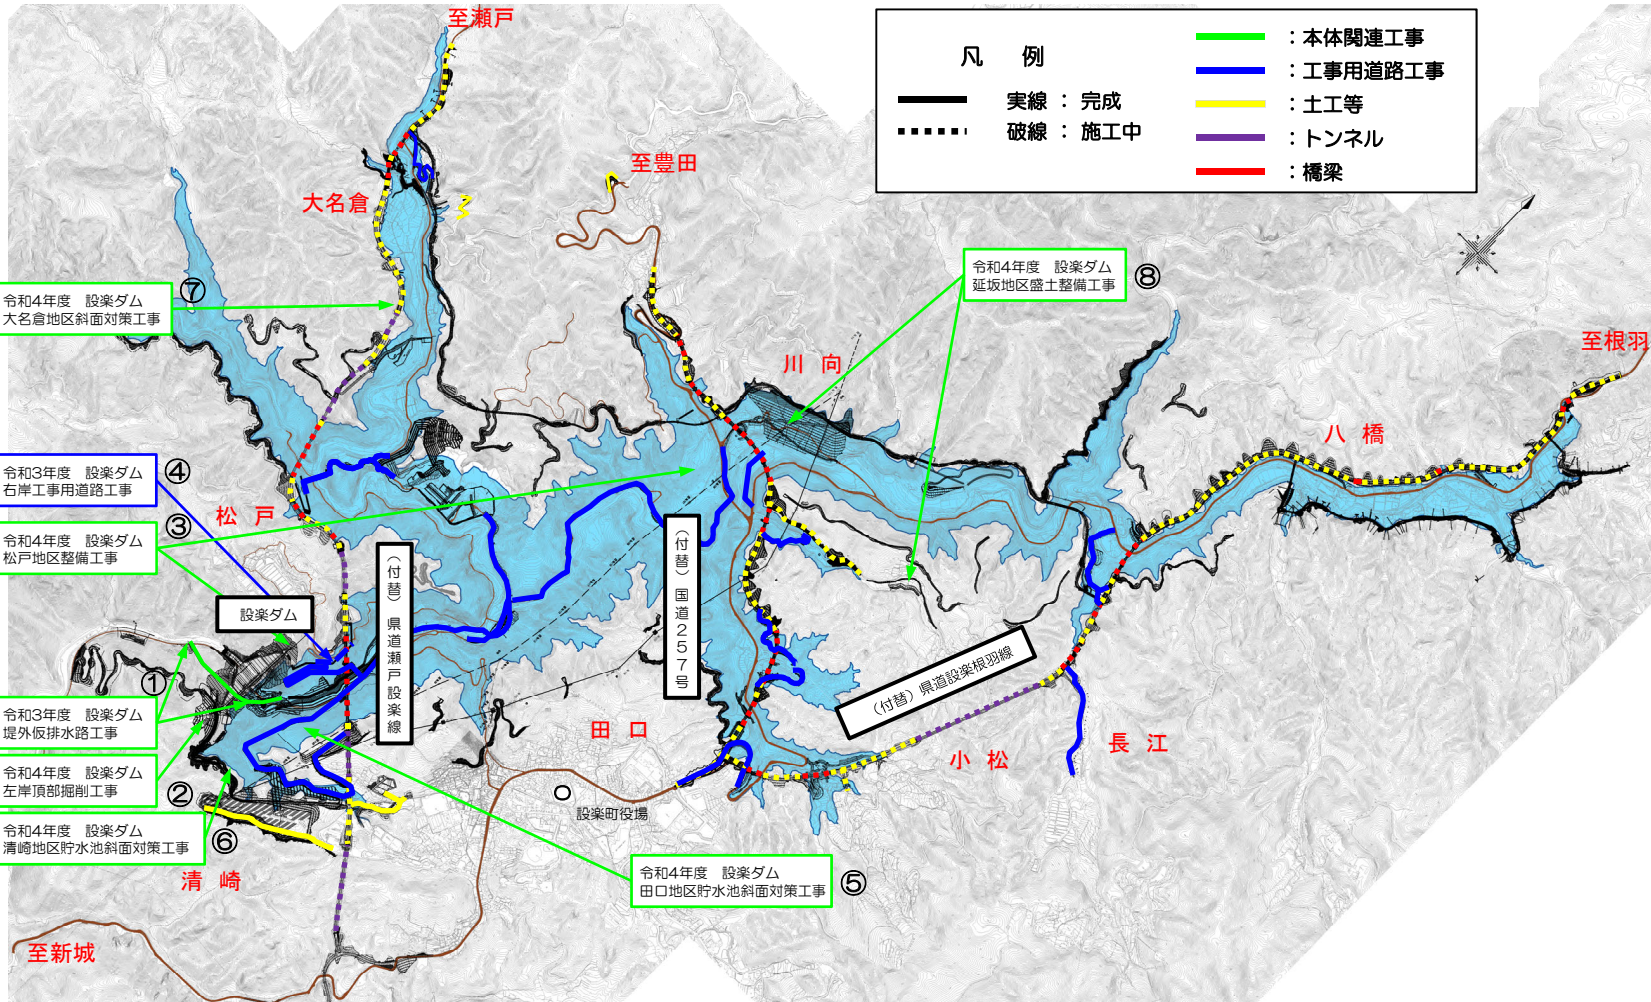 至瀬戸
凡 例
実線 ： 完成
破線 ： 施工中
：本体関連工事
：工事用道路工事
：土工等
：トンネル
：橋梁
至豊田
大名倉
令和4年度 設楽ダム
延坂地区盛土整備工事
⑧
⑦
令和4年度 設楽ダム
大名倉地区斜面対策工事
川向
至根羽
八橋
令和3年度 設楽ダム
右岸工事用道路工事
④
松戸
③
令和4年度 設楽ダム
松戸地区整備工事
（付替） 県道瀬戸設楽線
（付替） 国道257号
設楽ダム
（付替）県道設楽根羽線
①
令和3年度 設楽ダム
堤外仮排水路工事
田口
小松
長江
令和4年度 設楽ダム
左岸頂部掘削工事
②
設楽町役場
令和4年度 設楽ダム
清崎地区貯水池斜面対策工事
⑥
清崎
令和4年度 設楽ダム
田口地区貯水池斜面対策工事
⑤
至新城